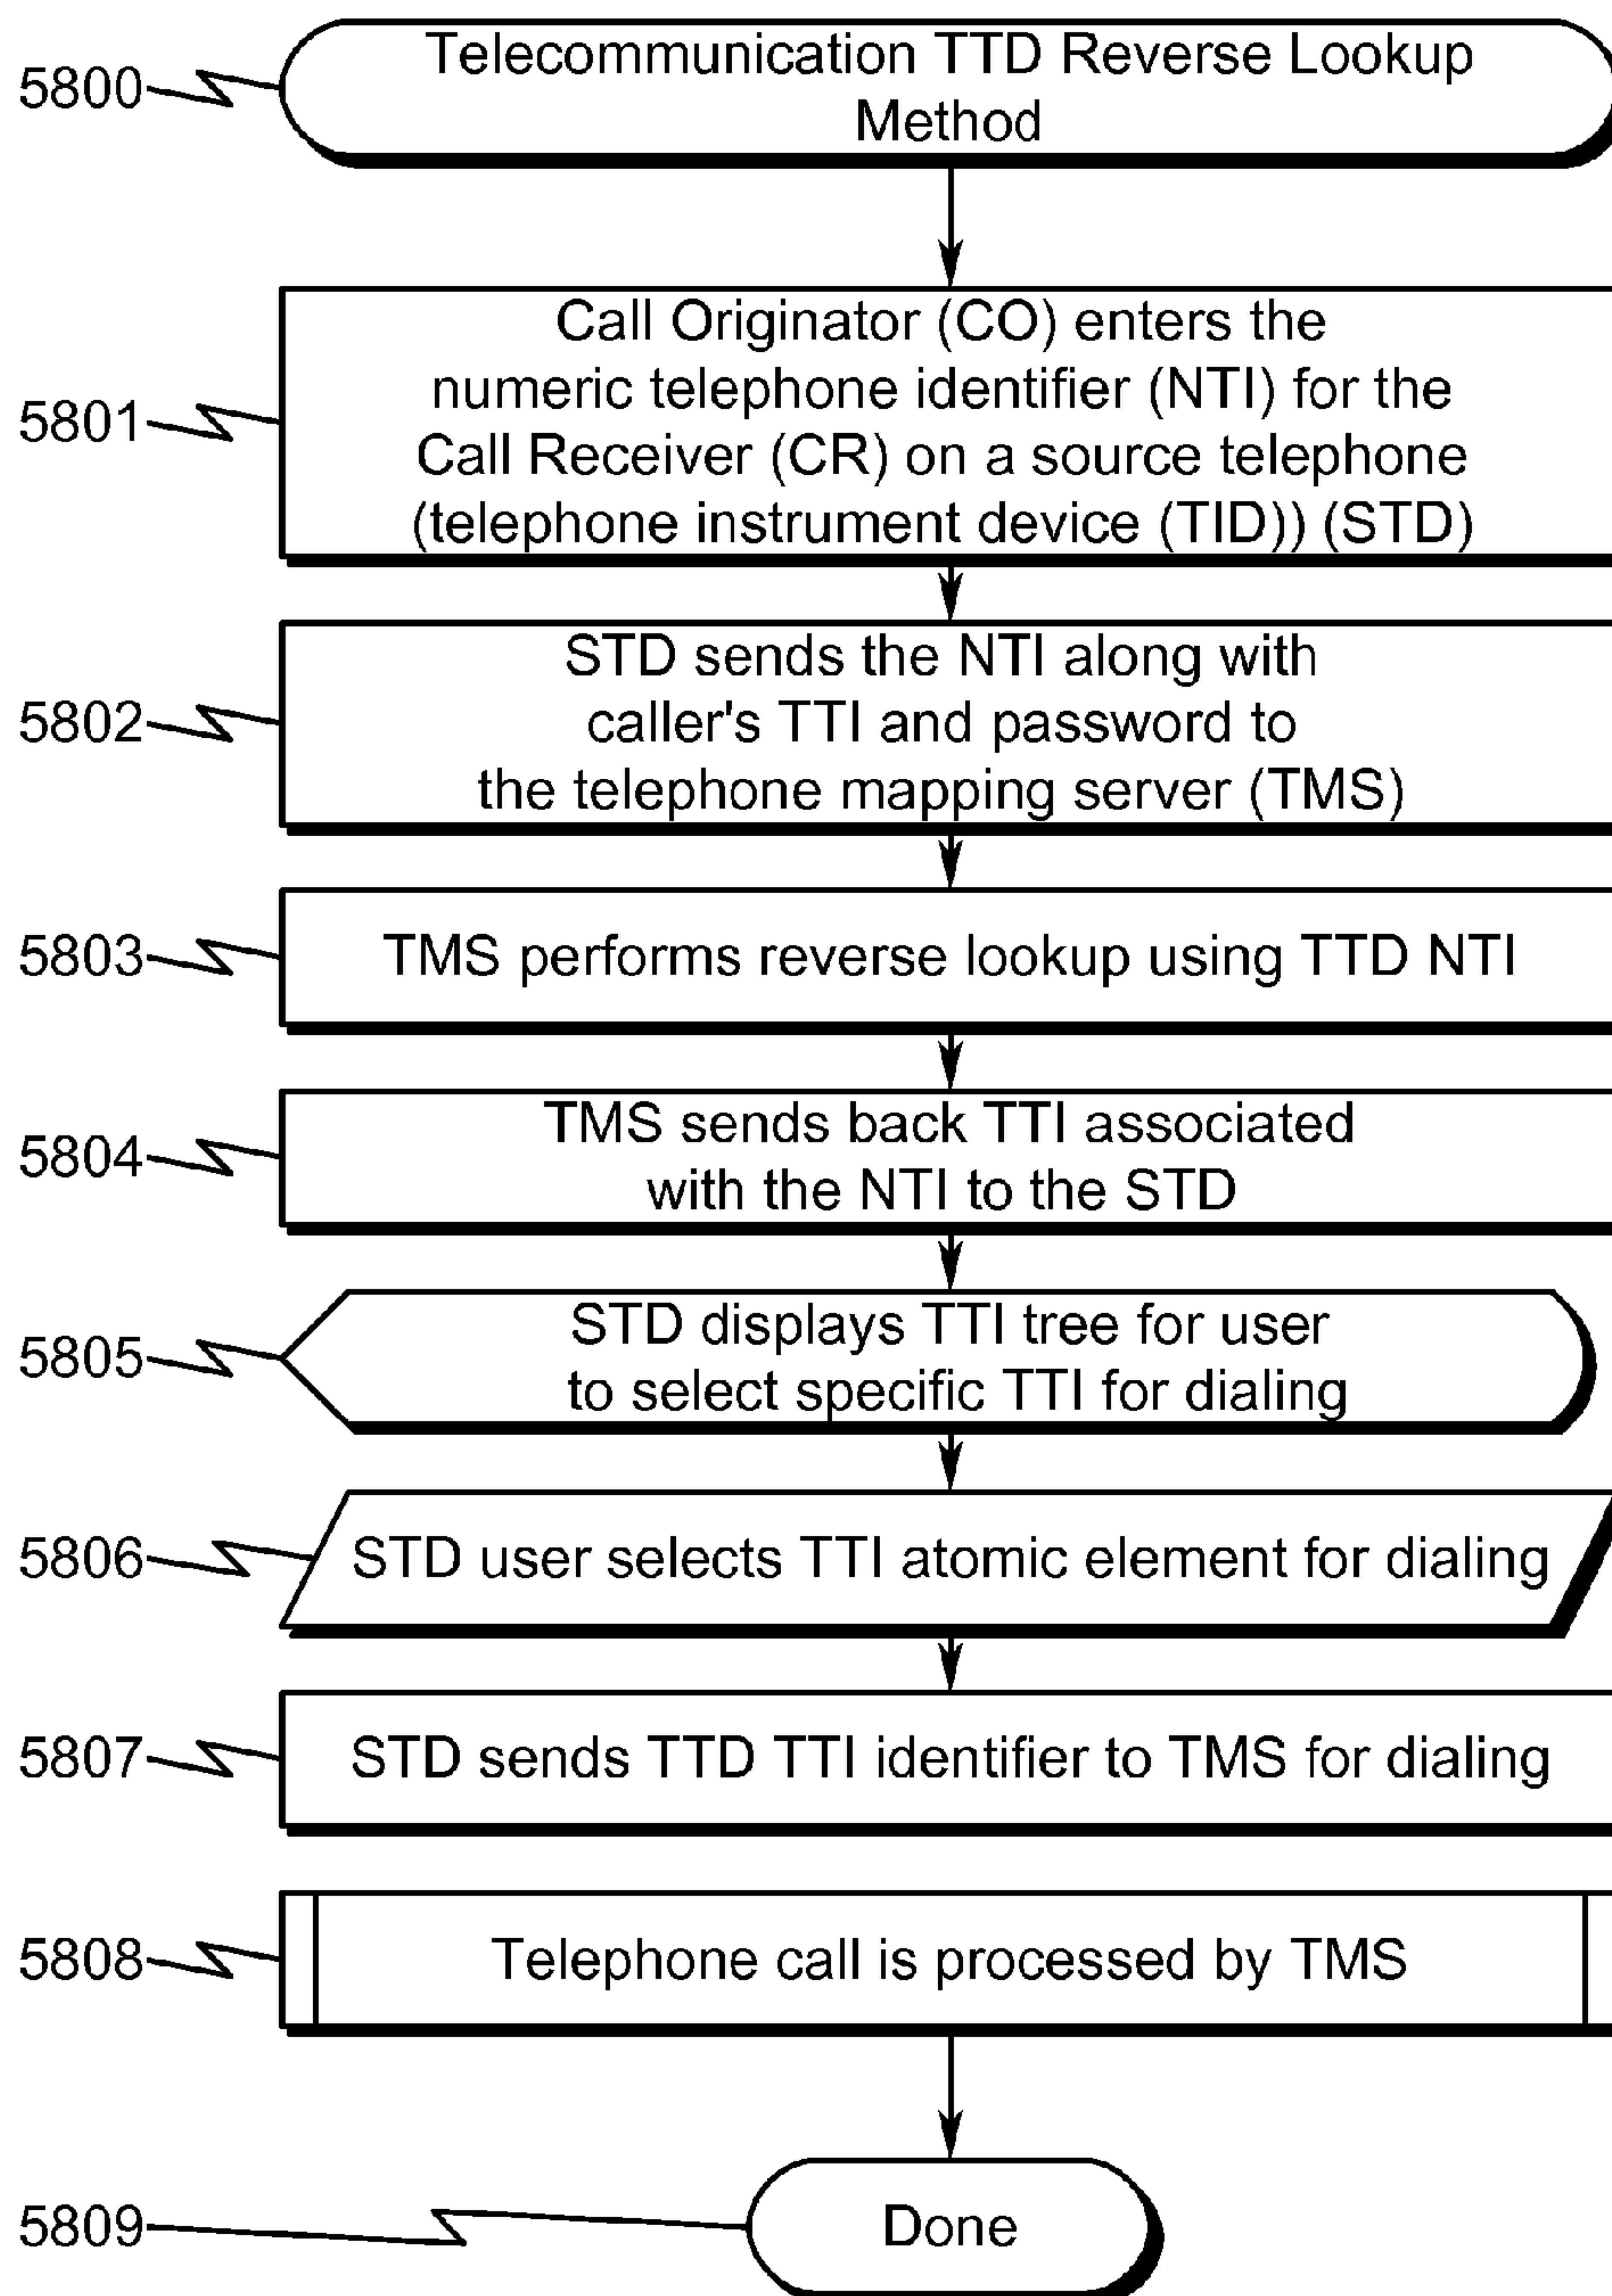 5800
Telecommunication TTD Reverse Lookup
Method
5801
Call Originator (CO) enters the
numeric telephone identifier (NTI) for the
Call Receiver (CR) on a source telephone
(telephone instrument device (TID)) (STD)
5802
STD sends the NTI along with
caller's TTI and password to
the telephone mapping server (TMS)
5803
TMS performs reverse lookup using TTD NTI
5804
TMS sends back TTI associated
with the NTI to the STD
5805
STD displays TTI tree for user
to select specific TTI for dialing
5806
STD user selects TTI atomic element for dialing
5807
STD sends TTD TTI identifier to TMS for dialing
5808
Telephone call is processed by TMS
5809
Done